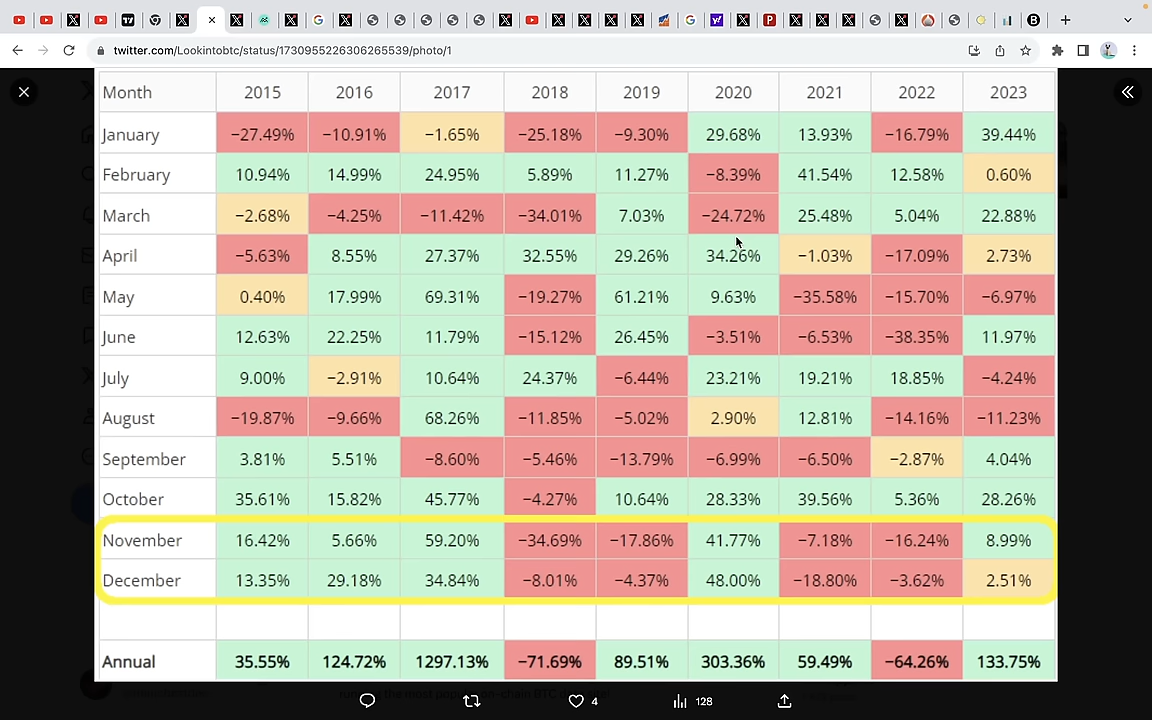 twitter.com/Lookintobtc/status/1730955226306265539/photo/1
Month 2015 2016 2017 2018 2019 2020 2021 2022 2023
January −27.49% −10.91% −1.65% −25.18% −9.30% 29.68% 13.93% −16.79% 39.44%
February 10.94% 14.99% 24.95% 5.89% 11.27% −8.39% 41.54% 12.58% 0.60%
March −2.68% −4.25% −11.42% −34.01% 7.03% −24.72% 25.48% 5.04% 22.88%
April −5.63% 8.55% 27.37% 32.55% 29.26% 34.26% −1.03% −17.09% 2.73%
May 0.40% 17.99% 69.31% −19.27% 61.21% 9.63% −35.58% −15.70% −6.97%
June 12.63% 22.25% 11.79% −15.12% 26.45% −3.51% −6.53% −38.35% 11.97%
July 9.00% −2.91% 10.64% 24.37% −6.44% 23.21% 19.21% 18.85% −4.24%
August −19.87% −9.66% 68.26% −11.85% −5.02% 2.90% 12.81% −14.16% −11.23%
September 3.81% 5.51% −8.60% −5.46% −13.79% −6.99% −6.50% −2.87% 4.04%
October 35.61% 15.82% 45.77% −4.27% 10.64% 28.33% 39.56% 5.36% 28.26%
November 16.42% 5.66% 59.20% −34.69% −17.86% 41.77% −7.18% −16.24% 8.99%
December 13.35% 29.18% 34.84% −8.01% −4.37% 48.00% −18.80% −3.62% 2.51%
Annual 35.55% 124.72% 1297.13% −71.69% 89.51% 303.36% 59.49% −64.26% 133.75%
4 128